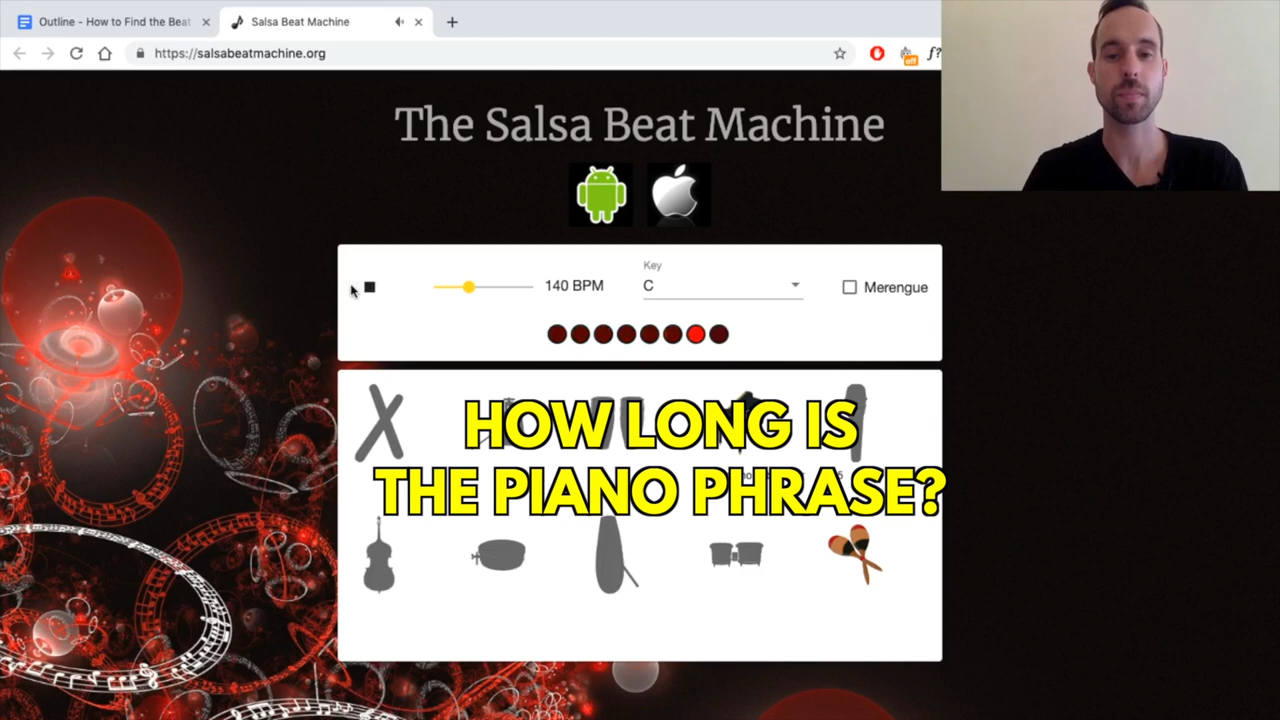 Outline - How to Find the Beat
Salsa Beat Machine
https://salsabeatmachine.org
off
f?
The Salsa Beat Machine
Key
140 BPM
C
Merengue
HOW LONG IS
THE PIANO PHRASE?